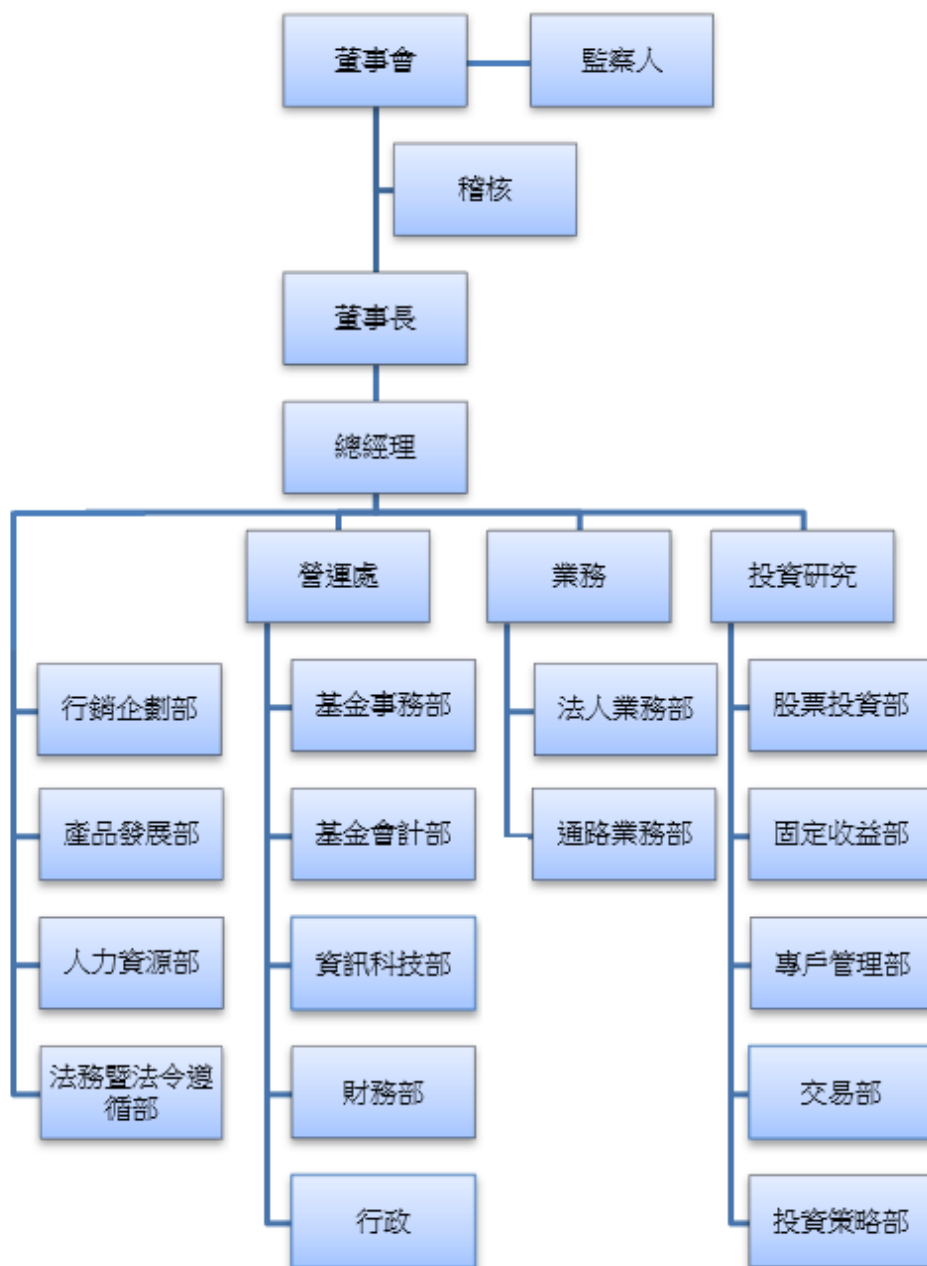 董事會
監察人
稽核
董事長
總經理
營運處
業務
投資研究
行銷企劃部
產品發展部
人力資源部
法務暨法令遵
循部
基金事務部
基金會計部
資訊科技部
財務部
行政
法人業務部
通路業務部
股票投資部
固定收益部
專戶管理部
交易部
投資策略部